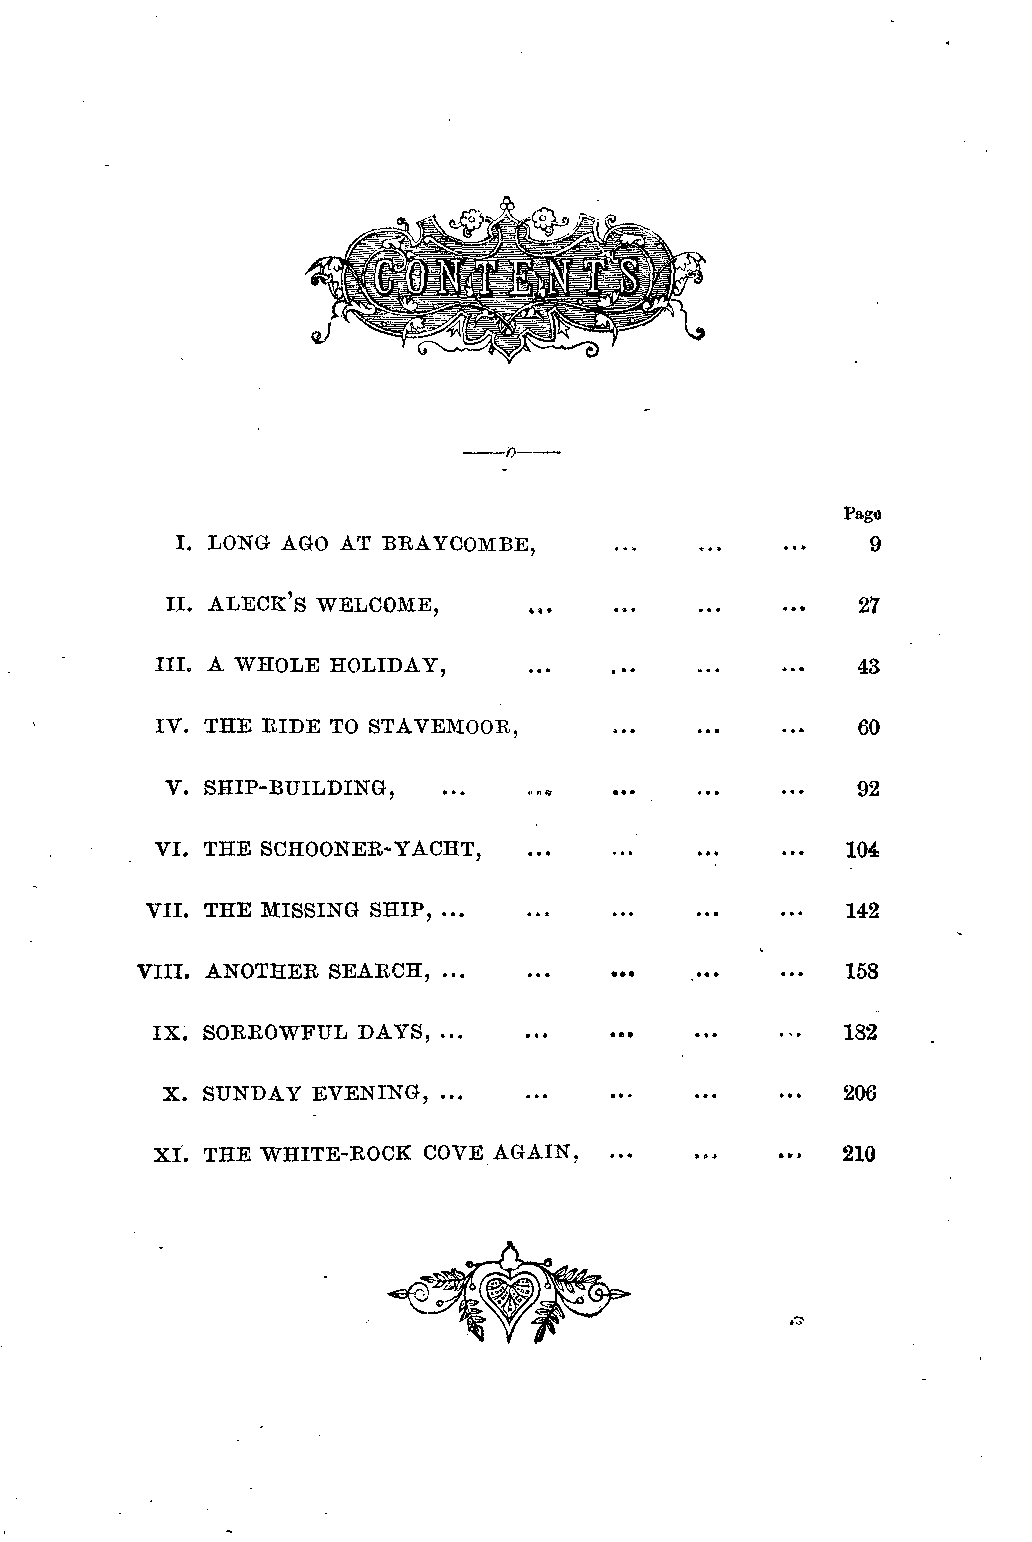 CONTENTS
Page
I. LONG AGO AT BRAYCOMBE, ... ... ... 9
II. ALECK'S WELCOME, ... ... ... ... 27
III. A WHOLE HOLIDAY, ... ... ... ... 43
IV. THE RIDE TO STAVEMOOR, ... ... ... 60
V. SHIP-BUILDING, ... ... ... ... ... 92
VI. THE SCHOONER-YACHT, ... ... ... ... 104
VII. THE MISSING SHIP, ... ... ... ... ... 142
VIII. ANOTHER SEARCH, ... ... ... ... ... 158
IX. SORROWFUL DAYS, ... ... ... ... ... 182
X. SUNDAY EVENING, ... ... ... ... ... 206
XI. THE WHITE-ROCK COVE AGAIN, ... ... ... 210